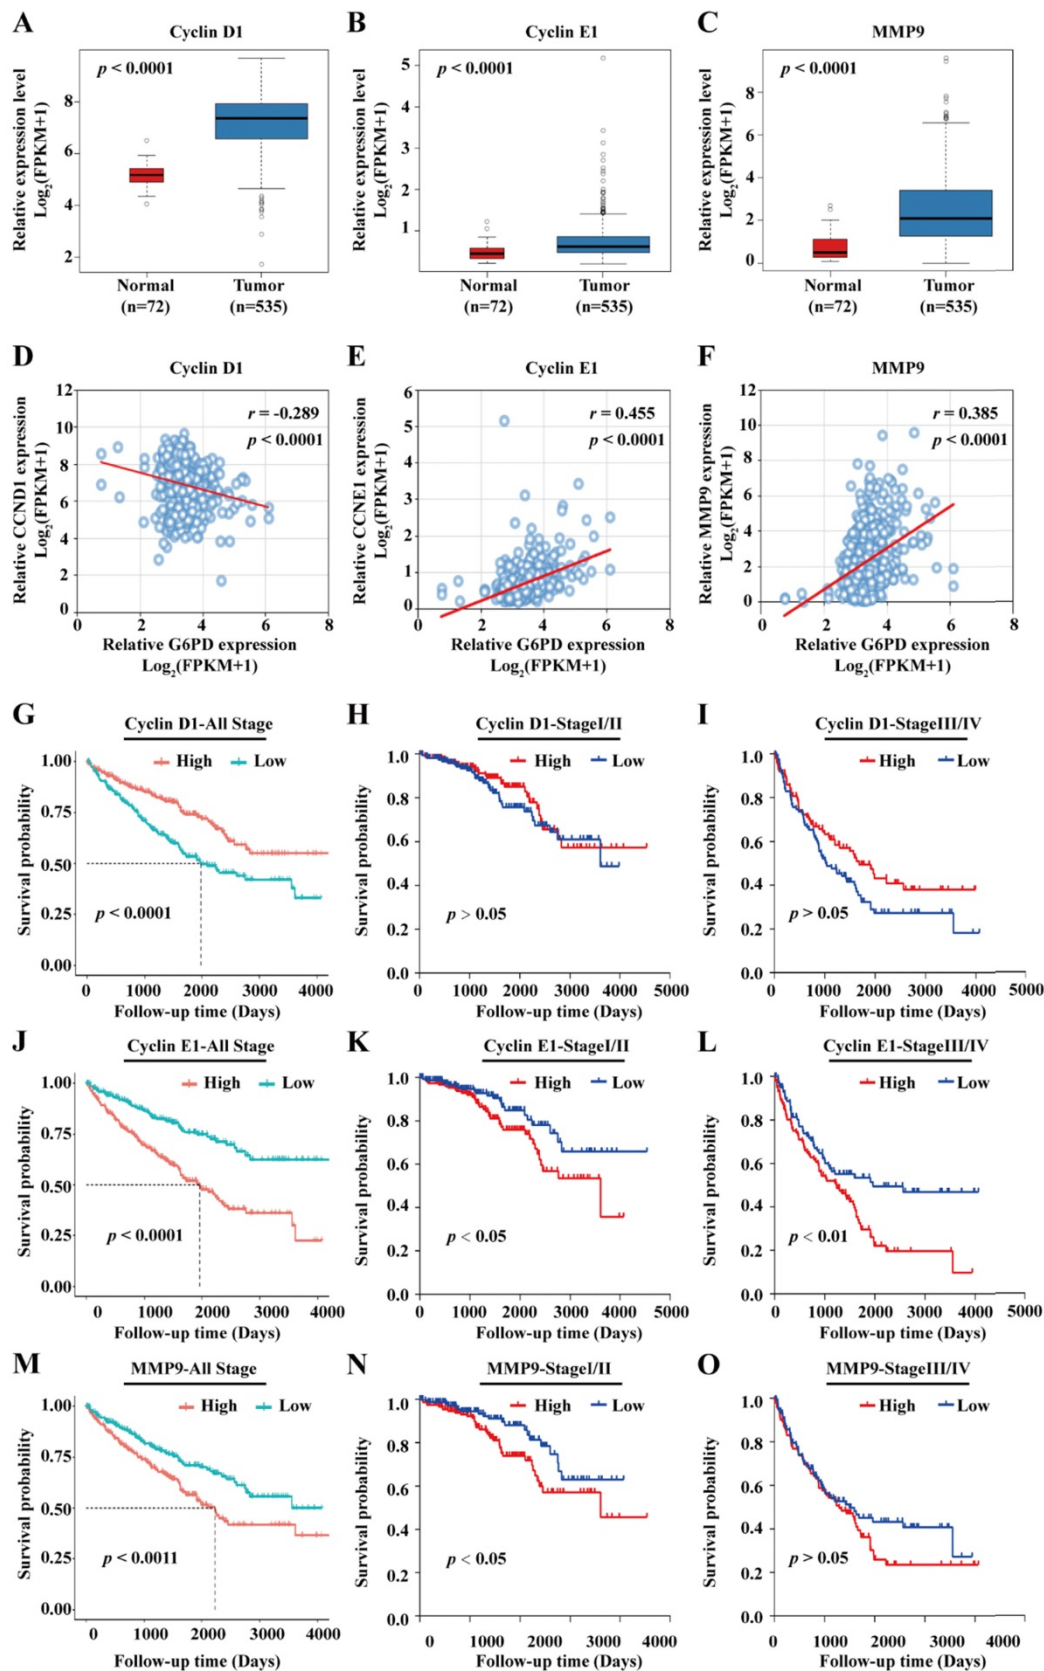 A
Cyclin D1
p < 0.0001
Relative expression level
Log2(FPKM+1)
8
6
4
2
Normal
(n=72)
Tumor
(n=535)
B
Cyclin E1
p < 0.0001
Relative expression level
Log2(FPKM+1)
5
4
3
2
1
Normal
(n=72)
Tumor
(n=535)
C
MMP9
p < 0.0001
Relative expression level
Log2(FPKM+1)
8
6
4
2
0
Normal
(n=72)
Tumor
(n=535)
D
Cyclin D1
r = -0.289
p < 0.0001
Relative CCND1 expression
Log2(FPKM+1)
12
10
8
6
4
2
0
0 2 4 6 8
Relative G6PD expression
Log2(FPKM+1)
E
Cyclin E1
r = 0.455
p < 0.0001
Relative CCNE1 expression
Log2(FPKM+1)
6
5
4
3
2
1
0
0 2 4 6 8
Relative G6PD expression
Log2(FPKM+1)
F
MMP9
r = 0.385
p < 0.0001
Relative MMP9 expression
Log2(FPKM+1)
12
10
8
6
4
2
0
0 2 4 6 8
Relative G6PD expression
Log2(FPKM+1)
G
Cyclin D1-All Stage
High Low
Survival probability
1.00
0.75
0.50
0.25
0.00
p < 0.0001
0 1000 2000 3000 4000
Follow-up time (Days)
H
Cyclin D1-StageI/II
High Low
Survival probability
1.0
0.8
0.6
0.4
0.2
0.0
p > 0.05
0 1000 2000 3000 4000 5000
Follow-up time (Days)
I
Cyclin D1-StageIII/IV
High Low
Survival probability
1.0
0.8
0.6
0.4
0.2
0.0
p > 0.05
0 1000 2000 3000 4000 5000
Follow-up time (Days)
J
Cyclin E1-All Stage
High Low
Survival probability
1.00
0.75
0.50
0.25
0.00
p < 0.0001
0 1000 2000 3000 4000
Follow-up time (Days)
K
Cyclin E1-StageI/II
High Low
Survival probability
1.0
0.8
0.6
0.4
0.2
0.0
p < 0.05
0 1000 2000 3000 4000 5000
Follow-up time (Days)
L
Cyclin E1-StageIII/IV
High Low
Survival probability
1.0
0.8
0.6
0.4
0.2
0.0
p < 0.01
0 1000 2000 3000 4000 5000
Follow-up time (Days)
M
MMP9-All Stage
High Low
Survival probability
1.00
0.75
0.50
0.25
0.00
p < 0.0011
0 1000 2000 3000 4000
Follow-up time (Days)
N
MMP9-StageI/II
High Low
Survival probability
1.0
0.8
0.6
0.4
0.2
0.0
p < 0.05
0 1000 2000 3000 4000
Follow-up time (Days)
O
MMP9-StageIII/IV
High Low
Survival probability
1.0
0.8
0.6
0.4
0.2
0.0
p > 0.05
0 1000 2000 3000 4000
Follow-up time (Days)